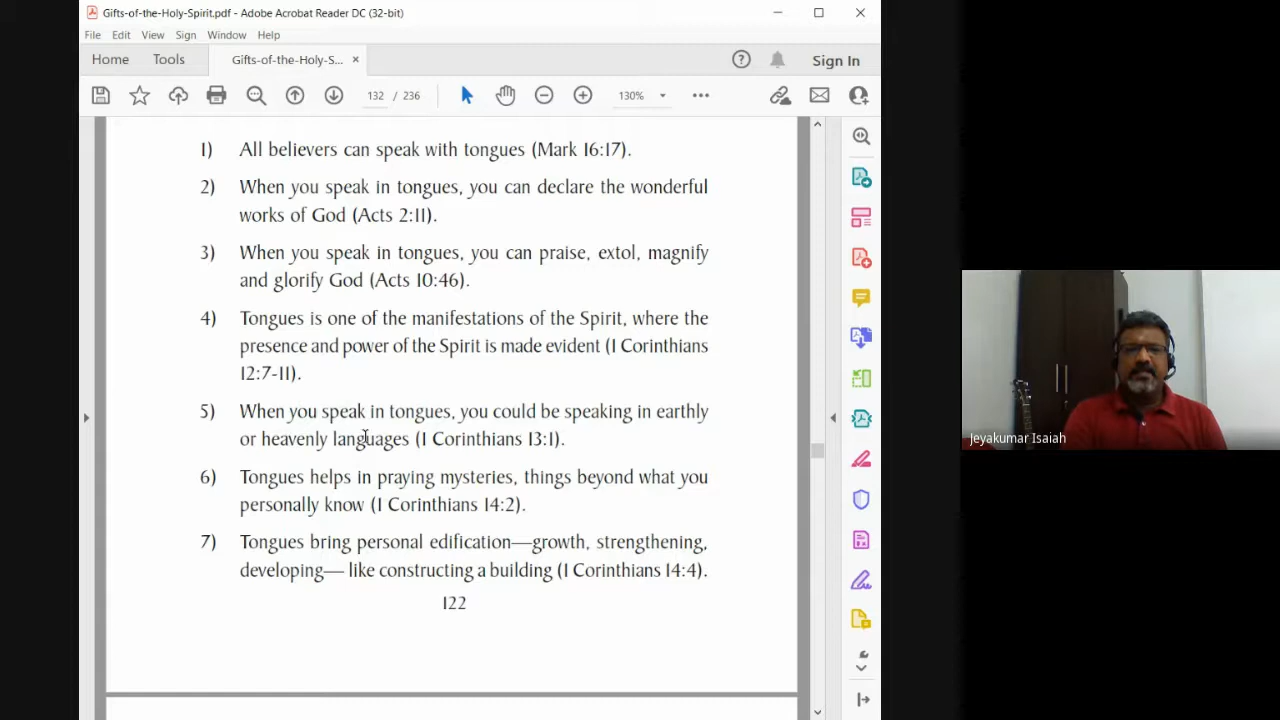 Gifts-of-the-Holy-Spirit.pdf - Adobe Acrobat Reader DC (32-bit)
File Edit View Sign Window Help
Home Tools Gifts-of-the-Holy-S... × Sign In
132 / 236 130%
1) All believers can speak with tongues (Mark 16:17).
2) When you speak in tongues, you can declare the wonderful
works of God (Acts 2:11).
3) When you speak in tongues, you can praise, extol, magnify
and glorify God (Acts 10:46).
4) Tongues is one of the manifestations of the Spirit, where the
presence and power of the Spirit is made evident (I Corinthians
12:7-11).
5) When you speak in tongues, you could be speaking in earthly
or heavenly languages (I Corinthians 13:1).
6) Tongues helps in praying mysteries, things beyond what you
personally know (I Corinthians 14:2).
7) Tongues bring personal edification—growth, strengthening,
developing— like constructing a building (I Corinthians 14:4).
122
Jeyakumar Isaiah